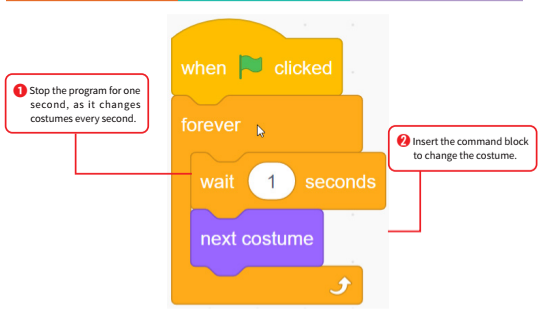 when clicked
1 Stop the program for one
second, as it changes
costumes every second.
forever
2 Insert the command block
to change the costume.
wait 1 seconds
next costume